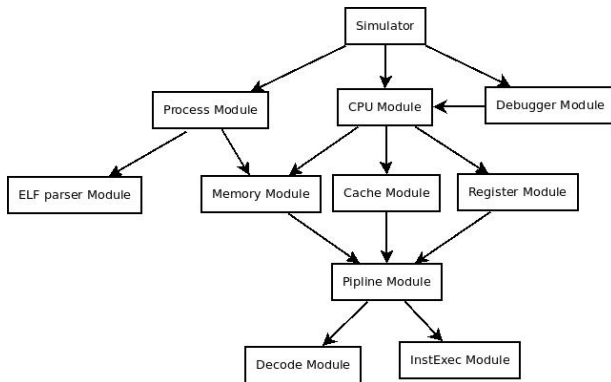 Simulator
Process Module
CPU Module
Debugger Module
ELF parser Module
Memory Module
Cache Module
Register Module
Pipline Module
Decode Module
InstExec Module